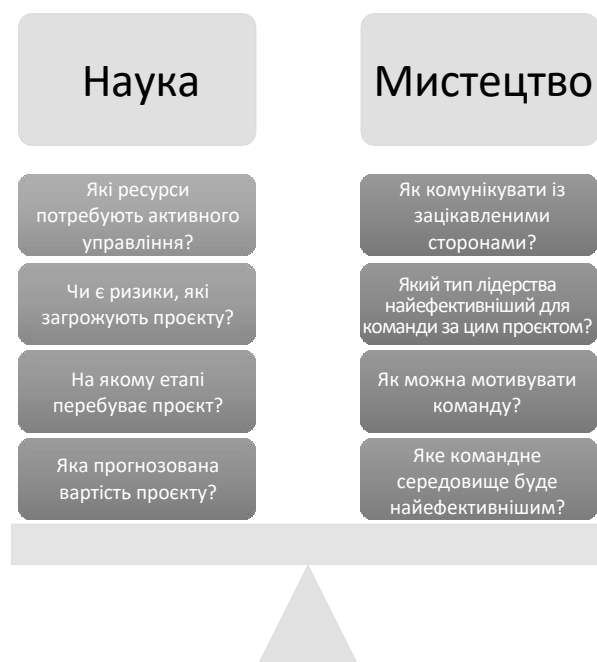 Наука
Які ресурси
потребують активного
управління?
Чи є ризики, які
загрожують проєкту?
На якому етапі
перебуває проєкт?
Яка прогнозована
вартість проєкту?
Мистецтво
Як комунікувати із
зацікавленими
сторонами?
Який тип лідерства
найефективніший для
команди за цим проєктом?
Як можна мотивувати
команду?
Яке командне
середовище буде
найефективнішим?